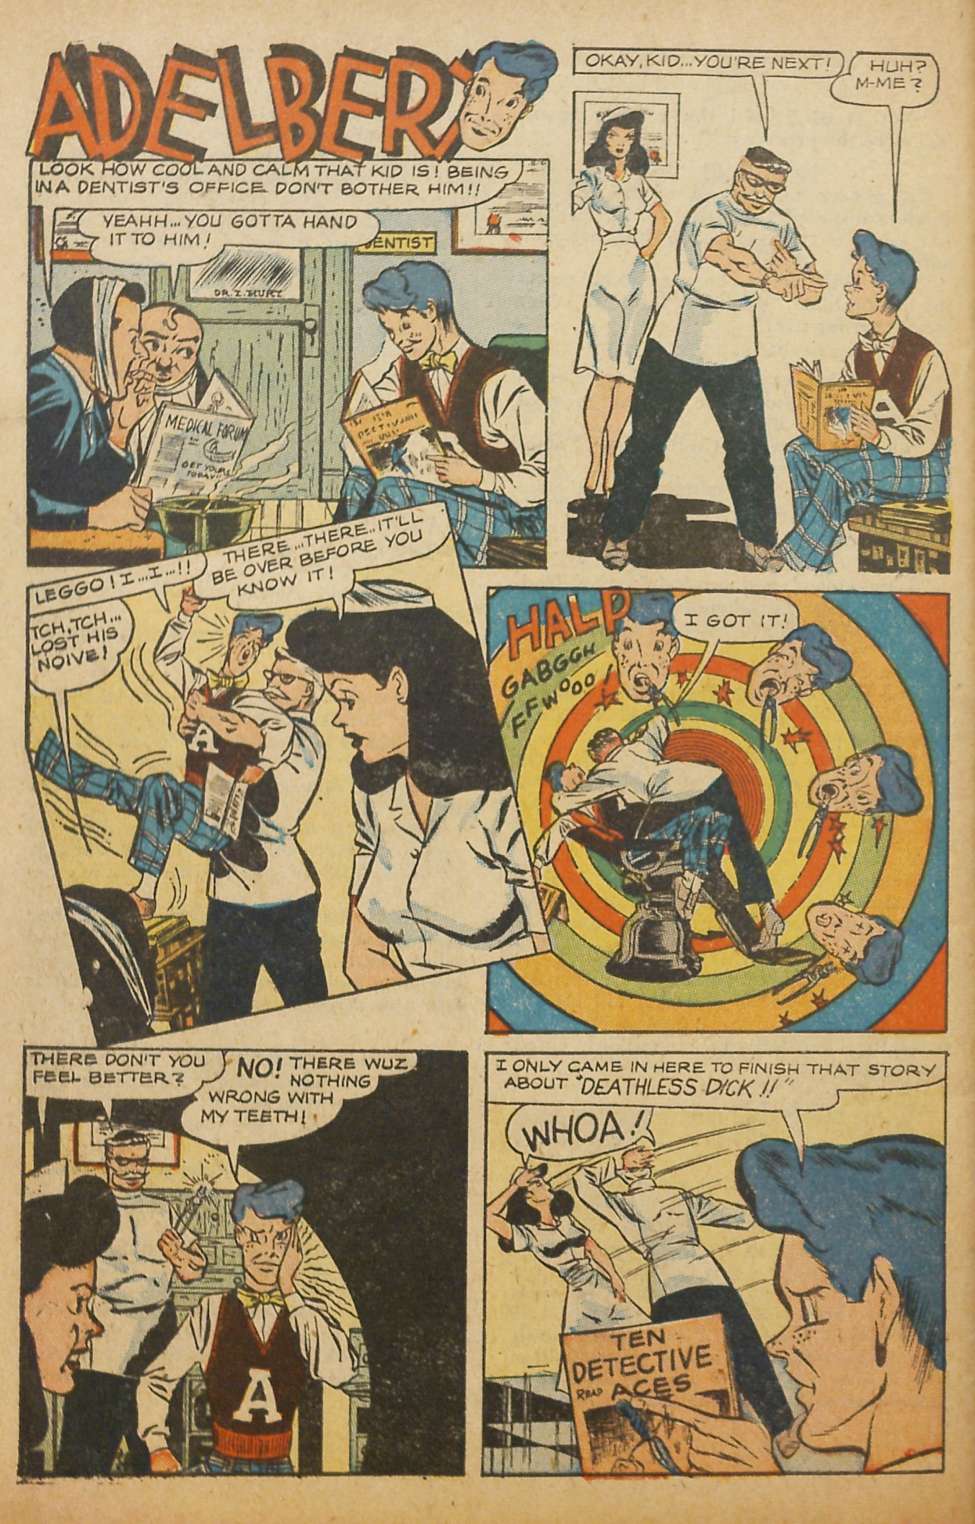 ADELBERT
LOOK HOW COOL AND CALM THAT KID IS! BEING
IN A DENTIST'S OFFICE DON'T BOTHER HIM!!
YEAHH...YOU GOTTA HAND
IT TO HIM!
DENTIST
MEDICAL FORUM
GET YOURS
TODAY!!
OKAY, KID...YOU'RE NEXT!
HUH?
M-ME?
A
LEGGO! I...I...!!
THERE...THERE..IT'LL
BE OVER BEFORE YOU
KNOW IT!
TCH, TCH...
LOST HIS
NOIVE!
A
HALP
GABGGH
FFWOOO!
I GOT IT!
THERE DON'T YOU
FEEL BETTER?
NO! THERE WUZ
NOTHING
WRONG WITH
MY TEETH!
A
I ONLY CAME IN HERE TO FINISH THAT STORY
ABOUT "DEATHLESS DICK!!"
WHOA!
TEN
DETECTIVE
READ ACES